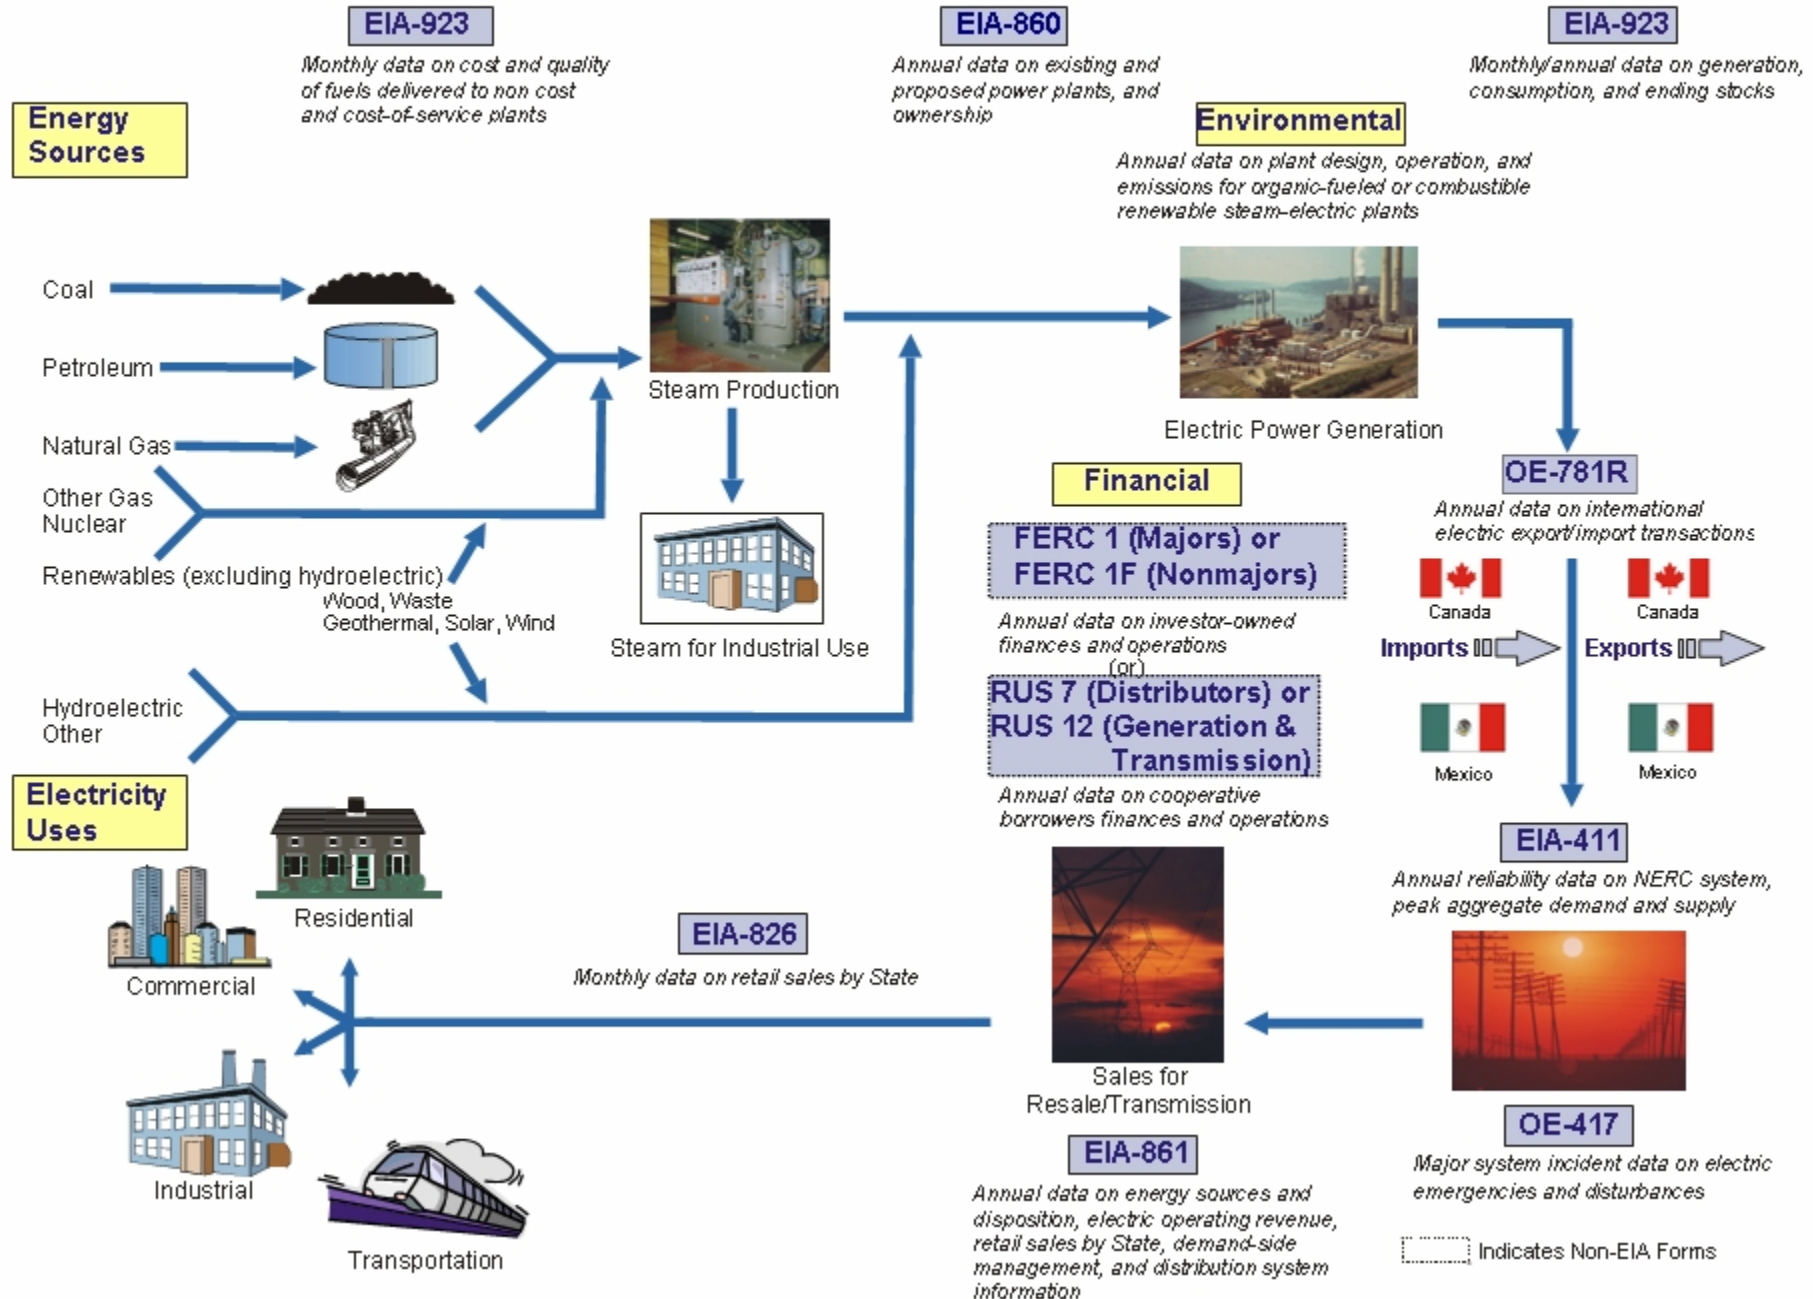 EIA-923
Monthly data on cost and quality
of fuels delivered to non cost
and cost-of-service plants
EIA-860
Annual data on existing and
proposed power plants, and
ownership
EIA-923
Monthly/annual data on generation,
consumption, and ending stocks
Energy
Sources
Environmental
Annual data on plant design, operation, and
emissions for organic-fueled or combustible
renewable steam-electric plants
Coal
Petroleum
Natural Gas
Other Gas
Nuclear
Renewables (excluding hydroelectric)
Wood, Waste
Geothermal, Solar, Wind
Hydroelectric
Other
Steam Production
Steam for Industrial Use
Electric Power Generation
Financial
FERC 1 (Majors) or
FERC 1F (Nonmajors)
Annual data on investor-owned
finances and operations
(or)
RUS 7 (Distributors) or
RUS 12 (Generation &
Transmission)
Annual data on cooperative
borrowers finances and operations
OE-781R
Annual data on international
electric export/import transactions
Canada
Canada
Imports
Exports
Mexico
Mexico
EIA-411
Annual reliability data on NERC system,
peak aggregate demand and supply
Electricity
Uses
Residential
Commercial
Industrial
Transportation
EIA-826
Monthly data on retail sales by State
Sales for
Resale/Transmission
EIA-861
Annual data on energy sources and
disposition, electric operating revenue,
retail sales by State, demand-side
management, and distribution system
information
OE-417
Major system incident data on electric
emergencies and disturbances
Indicates Non-EIA Forms